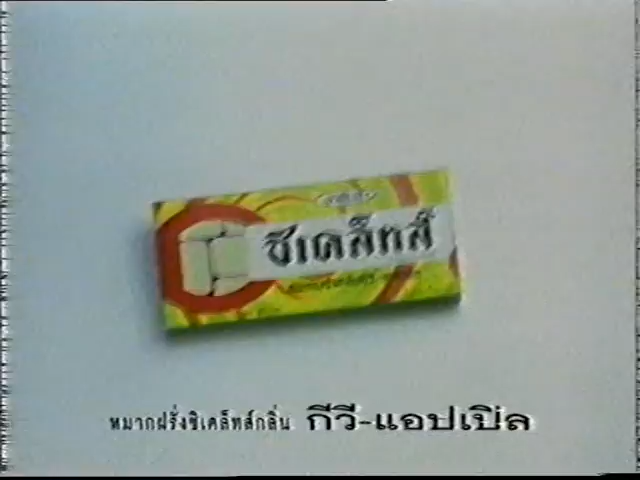 ชิเคล็ทส์
หมากฝรั่งชิเคล็ทส์กลิ่น กีวี-แอปเปิ้ล